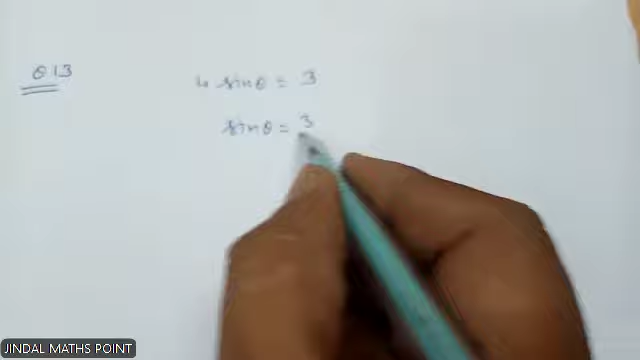 Q13
4 sinθ = 3
sinθ = 3
JINDAL MATHS POINT